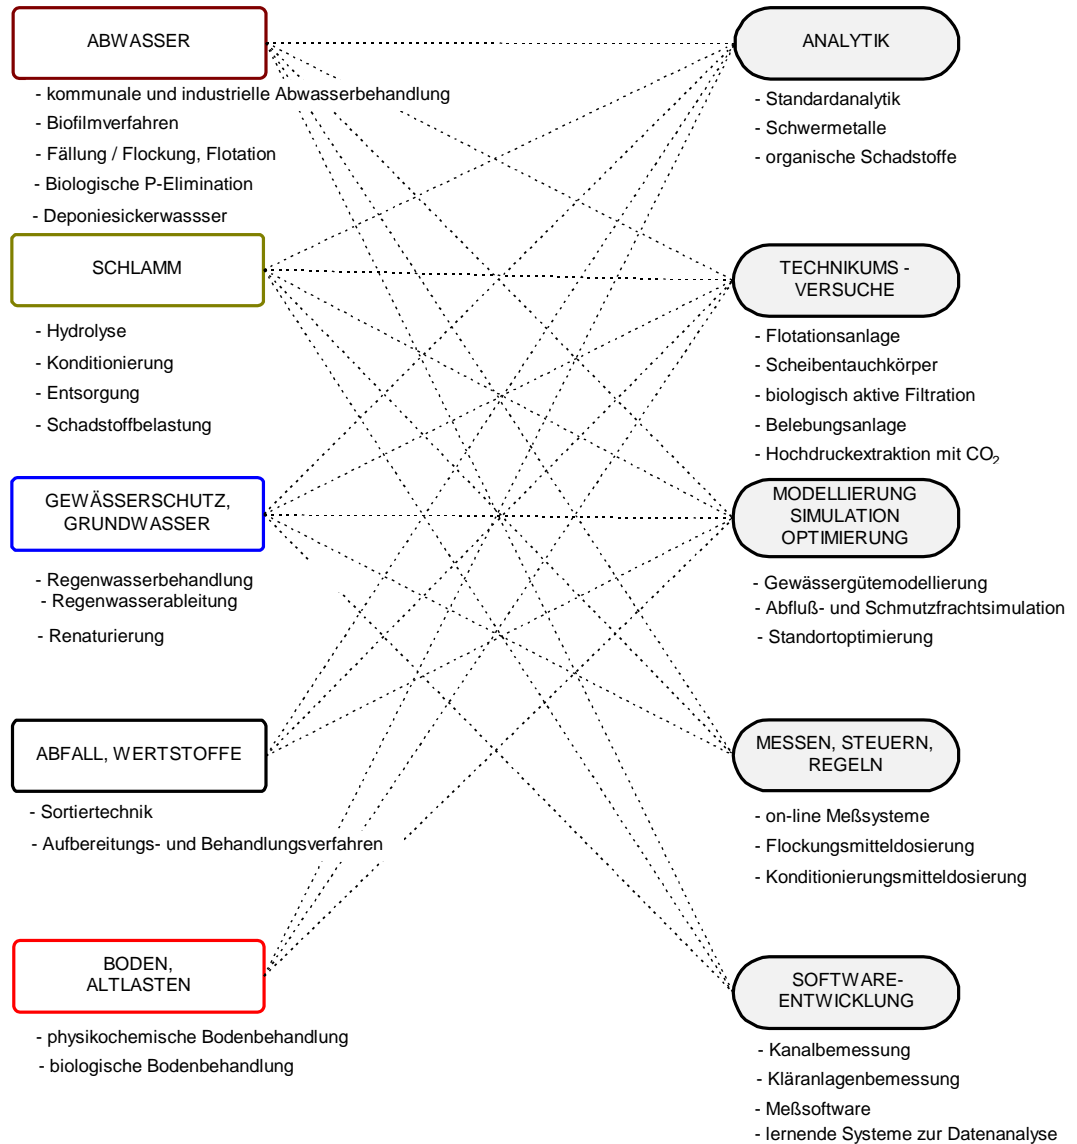 ABWASSER
- kommunale und industrielle Abwasserbehandlung
- Biofilmverfahren
- Fällung / Flockung, Flotation
- Biologische P-Elimination
- Deponiesickerwassser
SCHLAMM
- Hydrolyse
- Konditionierung
- Entsorgung
- Schadstoffbelastung
GEWÄSSERSCHUTZ,
GRUNDWASSER
- Regenwasserbehandlung
- Regenwasserableitung
- Renaturierung
ABFALL, WERTSTOFFE
- Sortiertechnik
- Aufbereitungs- und Behandlungsverfahren
BODEN,
ALTLASTEN
- physikochemische Bodenbehandlung
- biologische Bodenbehandlung
ANALYTIK
- Standardanalytik
- Schwermetalle
- organische Schadstoffe
TECHNIKUMS -
VERSUCHE
- Flotationsanlage
- Scheibentauchkörper
- biologisch aktive Filtration
- Belebungsanlage
- Hochdruckextraktion mit CO₂
MODELLIERUNG
SIMULATION
OPTIMIERUNG
- Gewässergütemodellierung
- Abfluß- und Schmutzfrachtsimulation
- Standortoptimierung
MESSEN, STEUERN,
REGELN
- on-line Meßsysteme
- Flockungsmitteldosierung
- Konditionierungsmitteldosierung
SOFTWARE-
ENTWICKLUNG
- Kanalbemessung
- Kläranlagenbemessung
- Meßsoftware
- lernende Systeme zur Datenanalyse